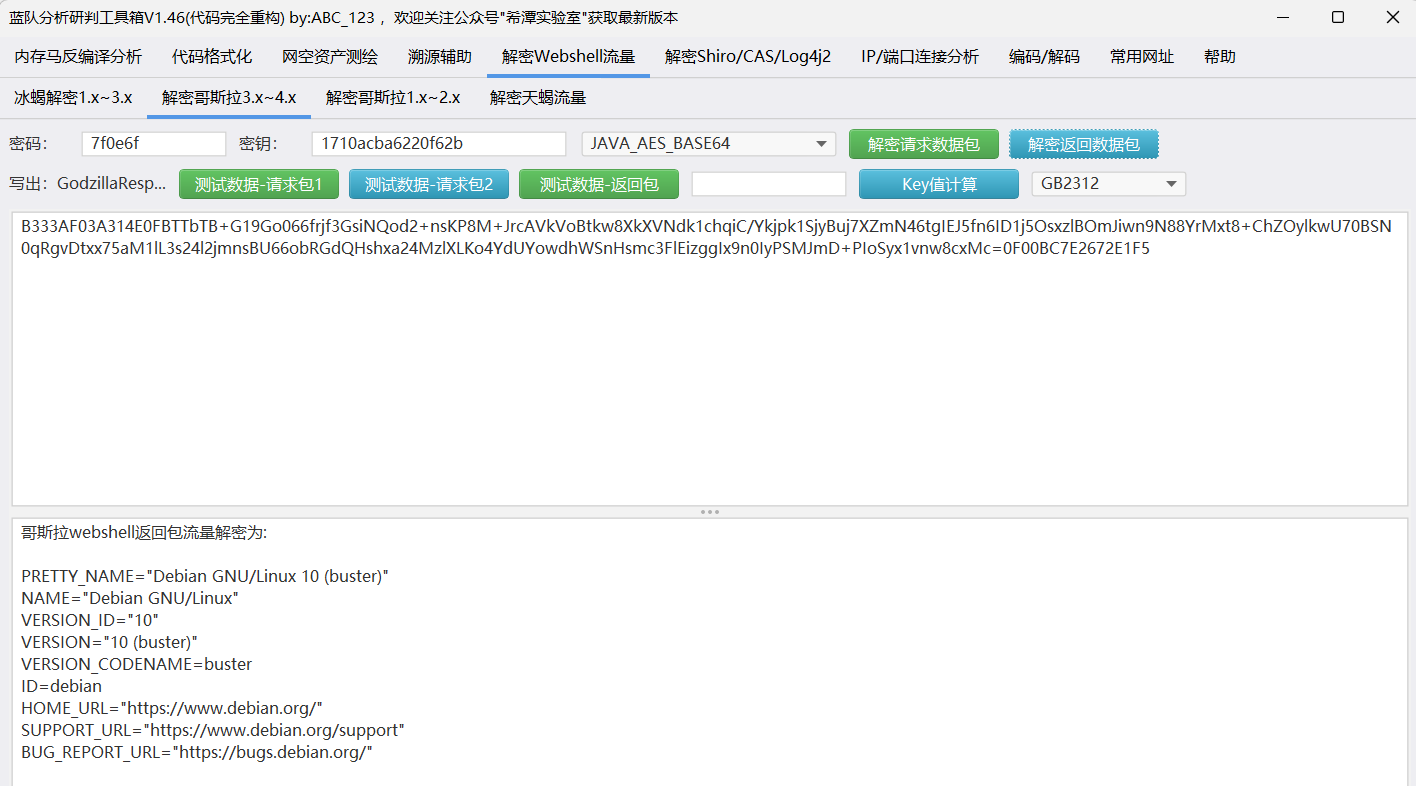 蓝队分析研判工具箱V1.46(代码完全重构) by:ABC_123 ，欢迎关注公众号"希潭实验室"获取最新版本
内存马反编译分析 代码格式化 网空资产测绘 溯源辅助 解密Webshell流量 解密Shiro/CAS/Log4j2 IP/端口连接分析 编码/解码 常用网址 帮助
冰蝎解密1.x~3.x 解密哥斯拉3.x~4.x 解密哥斯拉1.x~2.x 解密天蝎流量
密码： 7f0e6f 密钥： 1710acba6220f62b JAVA_AES_BASE64 解密请求数据包 解密返回数据包
写出：GodzillaResp... 测试数据-请求包1 测试数据-请求包2 测试数据-返回包 Key值计算 GB2312
B333AF03A314E0FBTTbTB+G19Go066frjf3GsiNQod2+nsKP8M+JrcAVkVoBtkw8XkXVNdk1chqiC/Ykjpk1SjyBuj7XZmN46tgIEJ5fn6ID1j5OsxzlBOmJiwn9N88YrMxt8+ChZOylkwU70BSN
0qRgvDtxx75aM1lL3s24l2jmnsBU66obRGdQHshxa24MzlXLKo4YdUYowdhWSnHsmc3FlEizggIx9n0IyPSMJmD+PIoSyx1vnw8cxMc=0F00BC7E2672E1F5
哥斯拉webshell返回包流量解密为:
PRETTY_NAME="Debian GNU/Linux 10 (buster)"
NAME="Debian GNU/Linux"
VERSION_ID="10"
VERSION="10 (buster)"
VERSION_CODENAME=buster
ID=debian
HOME_URL="https://www.debian.org/"
SUPPORT_URL="https://www.debian.org/support"
BUG_REPORT_URL="https://bugs.debian.org/"